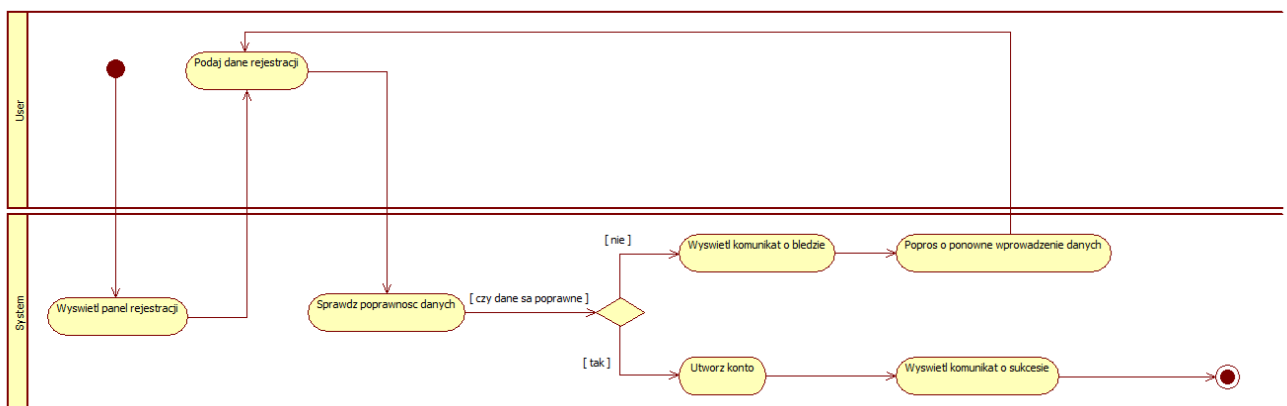 User
Podaj dane rejestracji
System
Wyswietl panel rejestracji
Sprawdz poprawnosc danych
[ czy dane sa poprawne ]
[ nie ]
Wyswietl komunikat o bledzie
Popros o ponowne wprowadzenie danych
[ tak ]
Utworz konto
Wyswietl komunikat o sukcesie